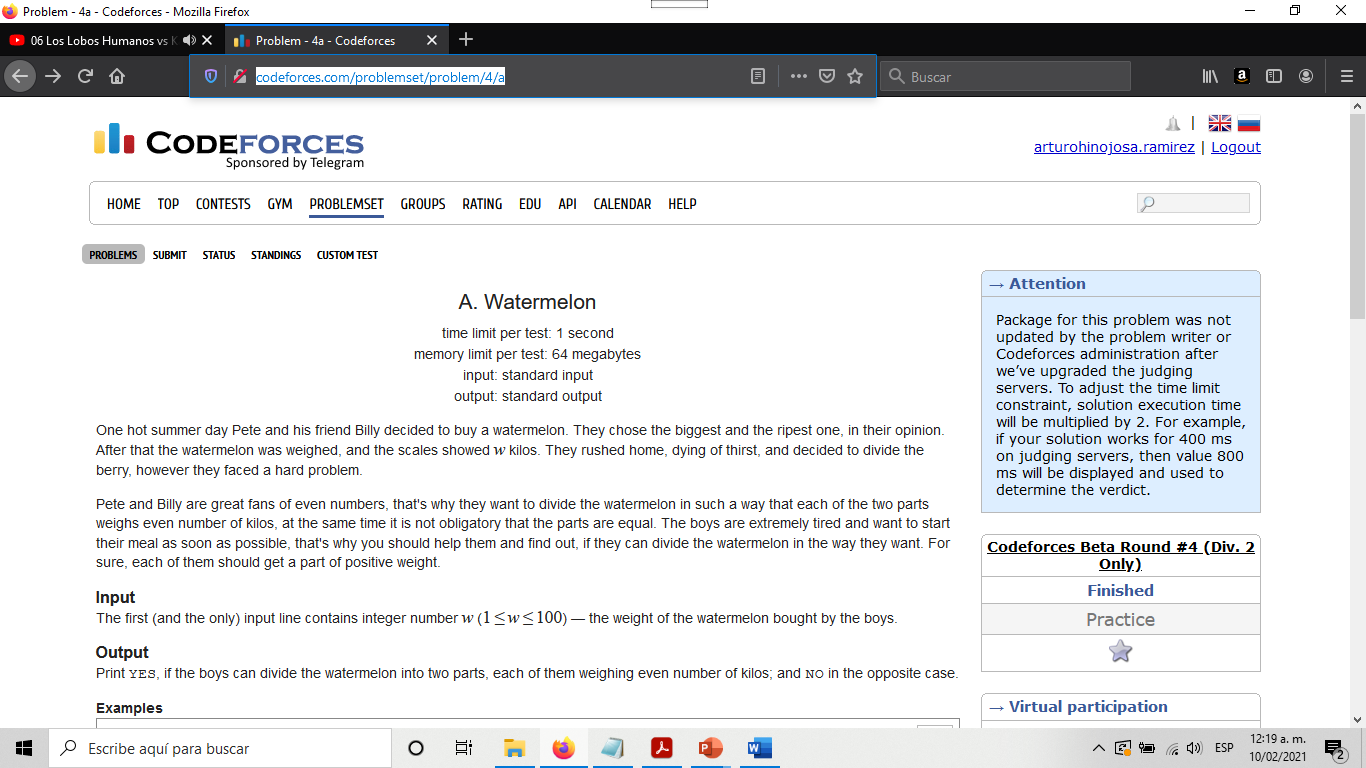 Problem - 4a - Codeforces - Mozilla Firefox
06 Los Lobos Humanos vs K
Problem - 4a - Codeforces
codeforces.com/problemset/problem/4/a
Buscar
CODEFORCES
Sponsored by Telegram
arturohinojosa.ramirez | Logout
HOME TOP CONTESTS GYM PROBLEMSET GROUPS RATING EDU API CALENDAR HELP
PROBLEMS SUBMIT STATUS STANDINGS CUSTOM TEST
A. Watermelon
time limit per test: 1 second
memory limit per test: 64 megabytes
input: standard input
output: standard output
One hot summer day Pete and his friend Billy decided to buy a watermelon. They chose the biggest and the ripest one, in their opinion.
After that the watermelon was weighed, and the scales showed w kilos. They rushed home, dying of thirst, and decided to divide the
berry, however they faced a hard problem.
Pete and Billy are great fans of even numbers, that's why they want to divide the watermelon in such a way that each of the two parts
weighs even number of kilos, at the same time it is not obligatory that the parts are equal. The boys are extremely tired and want to start
their meal as soon as possible, that's why you should help them and find out, if they can divide the watermelon in the way they want. For
sure, each of them should get a part of positive weight.
Input
The first (and the only) input line contains integer number w (1 ≤ w ≤ 100) — the weight of the watermelon bought by the boys.
Output
Print YES, if the boys can divide the watermelon into two parts, each of them weighing even number of kilos; and NO in the opposite case.
Examples
→ Attention
Package for this problem was not
updated by the problem writer or
Codeforces administration after
we've upgraded the judging
servers. To adjust the time limit
constraint, solution execution time
will be multiplied by 2. For example,
if your solution works for 400 ms
on judging servers, then value 800
ms will be displayed and used to
determine the verdict.
Codeforces Beta Round #4 (Div. 2
Only)
Finished
Practice
→ Virtual participation
Escribe aquí para buscar
ESP
12:19 a. m.
10/02/2021
2